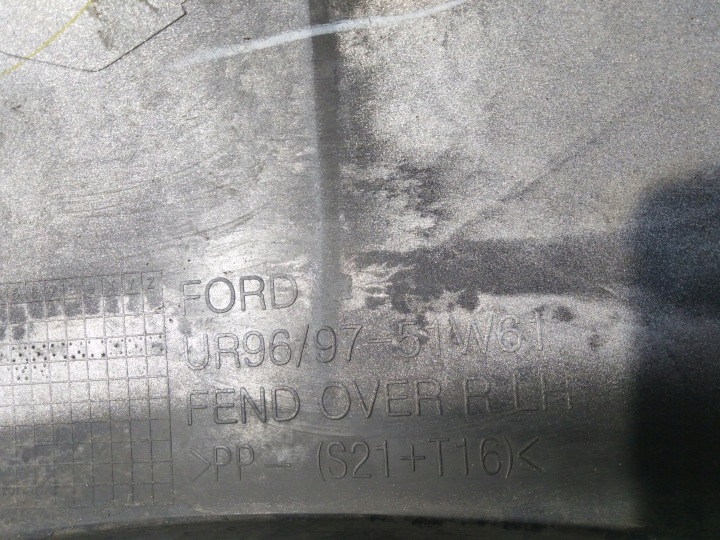 FORD
UR96/97-51W61
FEND OVER R LH
>PP- (S21+T16)<